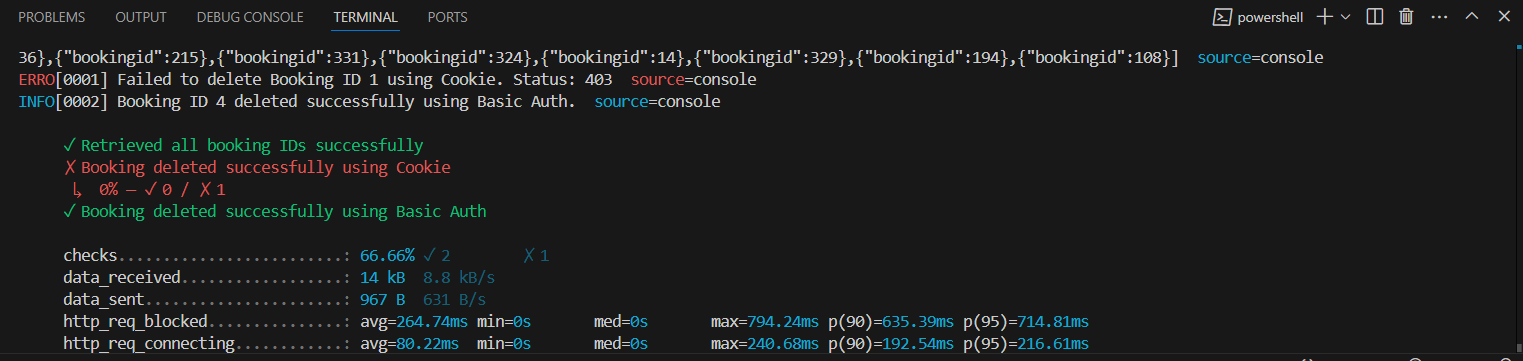 PROBLEMS OUTPUT DEBUG CONSOLE TERMINAL PORTS powershell
36},{"bookingid":215},{"bookingid":331},{"bookingid":324},{"bookingid":14},{"bookingid":329},{"bookingid":194},{"bookingid":108}]  source=console
ERRO[0001] Failed to delete Booking ID 1 using Cookie. Status: 403  source=console
INFO[0002] Booking ID 4 deleted successfully using Basic Auth.  source=console
✓ Retrieved all booking IDs successfully
✗ Booking deleted successfully using Cookie
↳  0% — ✓ 0 / ✗ 1
✓ Booking deleted successfully using Basic Auth
checks.........................: 66.66% ✓ 2        ✗ 1
data_received..................: 14 kB  8.8 kB/s
data_sent......................: 967 B  631 B/s
http_req_blocked...............: avg=264.74ms min=0s       med=0s       max=794.24ms p(90)=635.39ms p(95)=714.81ms
http_req_connecting............: avg=80.22ms  min=0s       med=0s       max=240.68ms p(90)=192.54ms p(95)=216.61ms